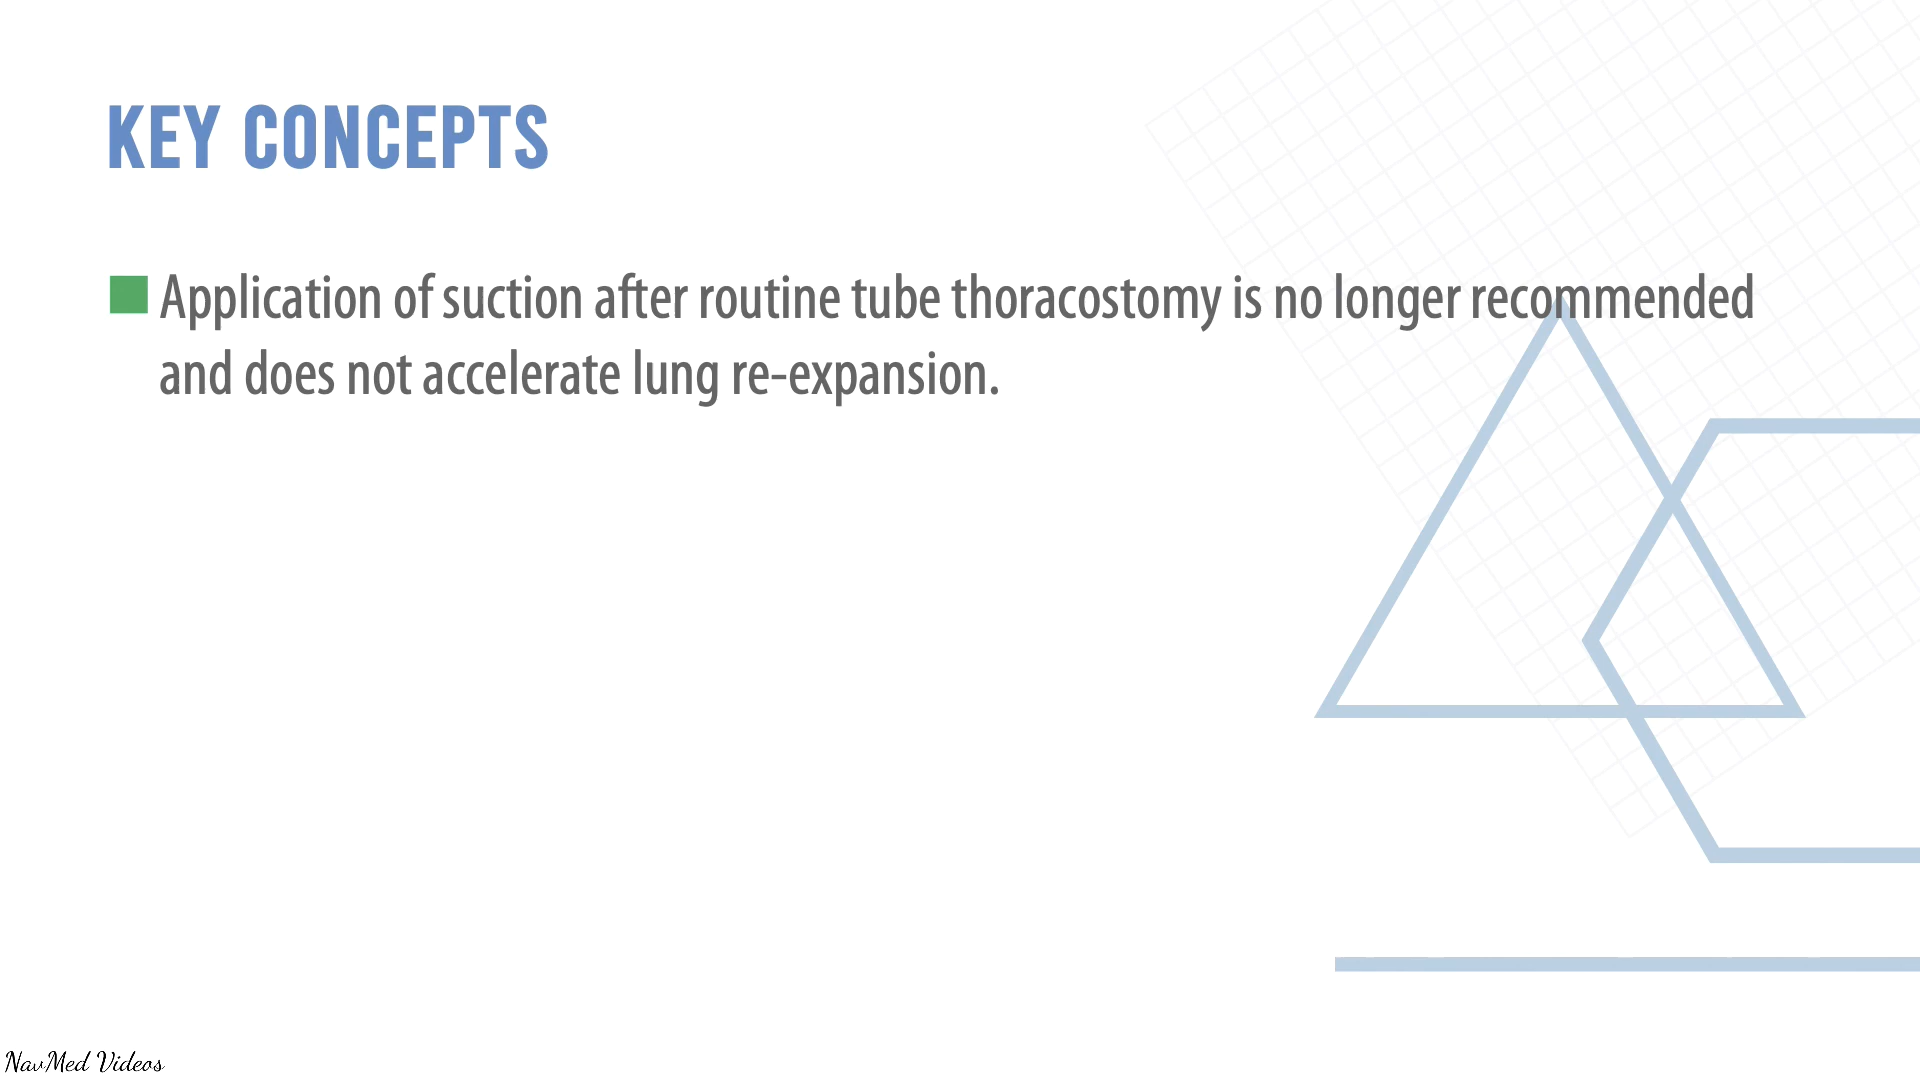 KEY CONCEPTS
Application of suction after routine tube thoracostomy is no longer recommended
and does not accelerate lung re-expansion.
NavMed Videos